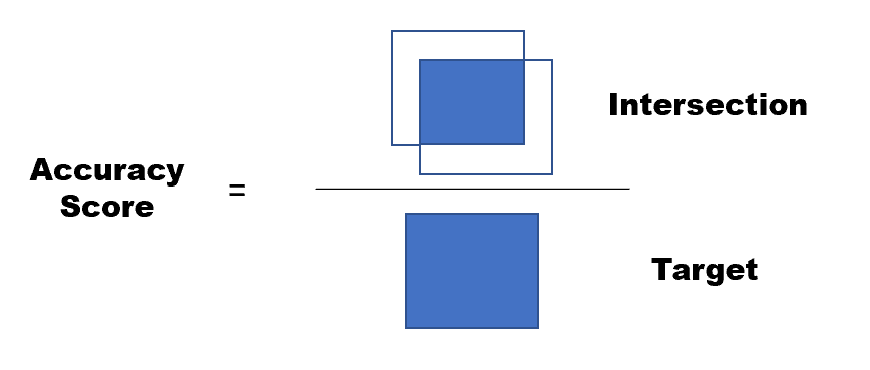 Intersection
Accuracy
Score
=
Target